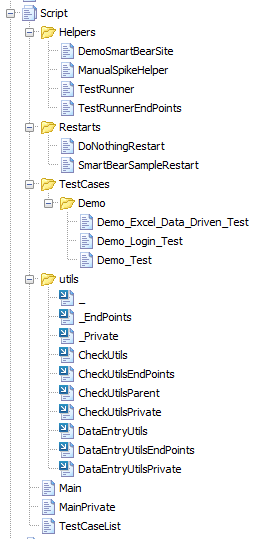 Script
Helpers
DemoSmartBearSite
ManualSpikeHelper
TestRunner
TestRunnerEndPoints
Restarts
DoNothingRestart
SmartBearSampleRestart
TestCases
Demo
Demo_Excel_Data_Driven_Test
Demo_Login_Test
Demo_Test
utils
_
_EndPoints
_Private
CheckUtils
CheckUtilsEndPoints
CheckUtilsParent
CheckUtilsPrivate
DataEntryUtils
DataEntryUtilsEndPoints
DataEntryUtilsPrivate
Main
MainPrivate
TestCaseList